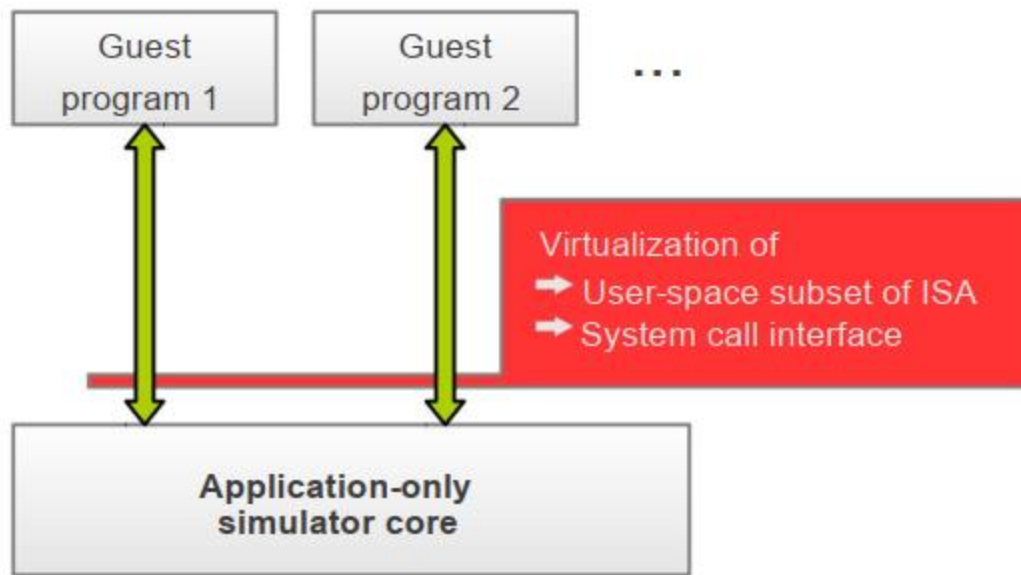 Guest
program 1
Guest
program 2
...
Virtualization of
User-space subset of ISA
System call interface
Application-only
simulator core